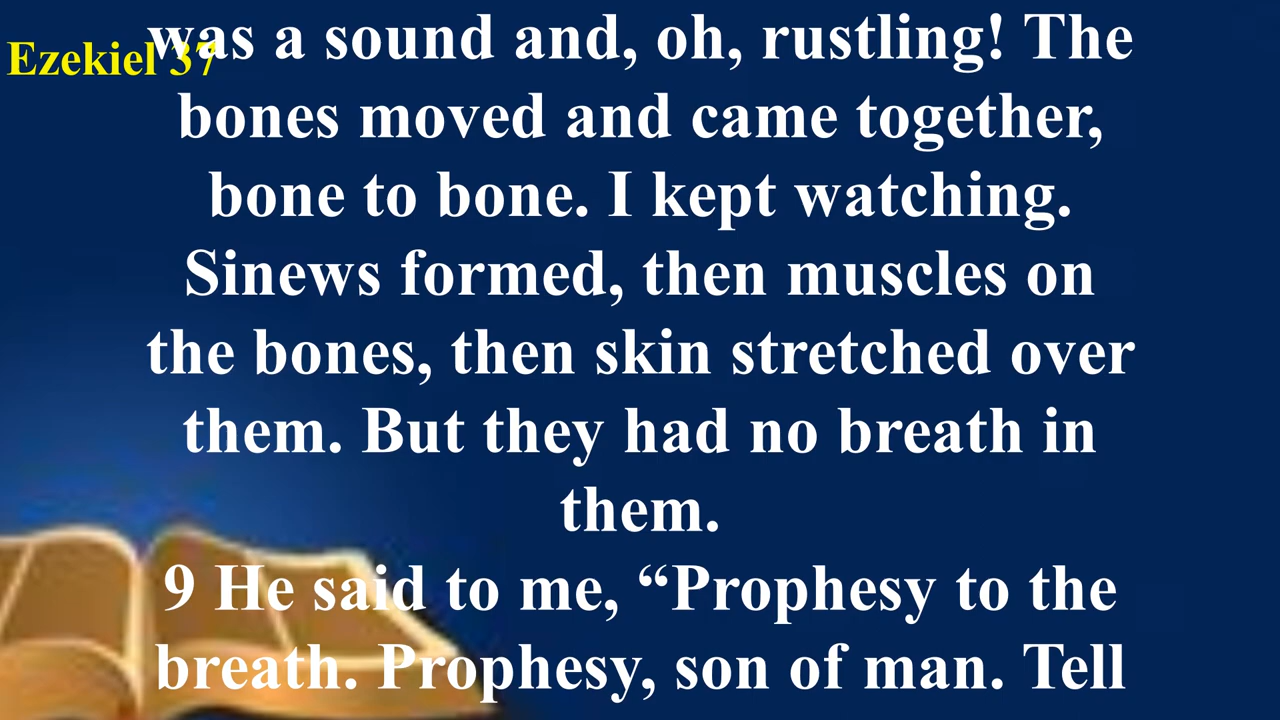 Ezekiel 37
was a sound and, oh, rustling! The
bones moved and came together,
bone to bone. I kept watching.
Sinews formed, then muscles on
the bones, then skin stretched over
them. But they had no breath in
them.
9 He said to me, “Prophesy to the
breath. Prophesy, son of man. Tell